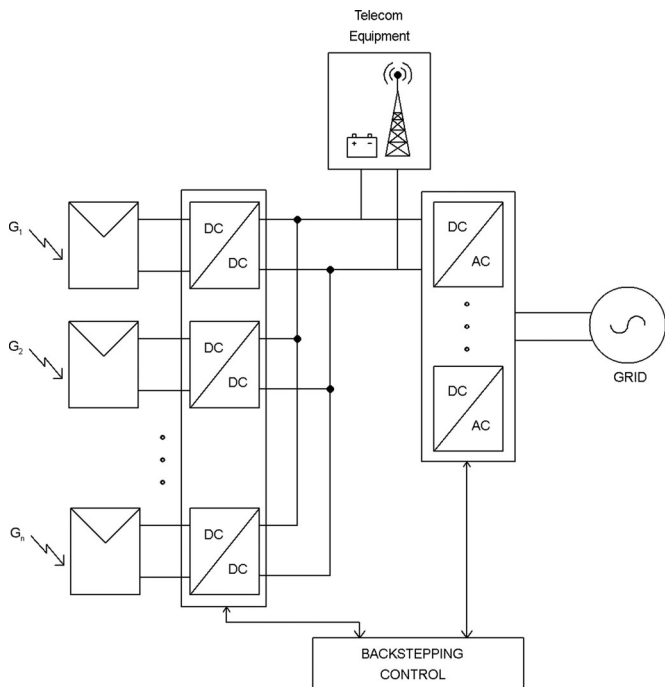 Telecom
Equipment
G1
DC
DC
DC
AC
G2
DC
DC
GRID
DC
AC
Gn
DC
DC
BACKSTEPPING
CONTROL